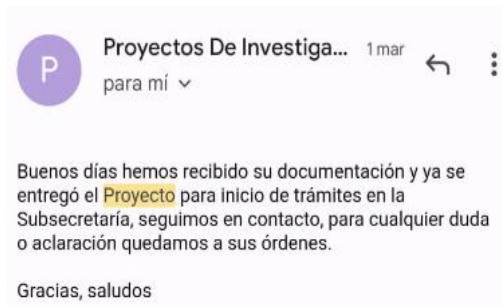 P
Proyectos De Investiga... 1 mar
para mí
Buenos días hemos recibido su documentación y ya se
entregó el Proyecto para inicio de trámites en la
Subsecretaría, seguimos en contacto, para cualquier duda
o aclaración quedamos a sus órdenes.
Gracias, saludos